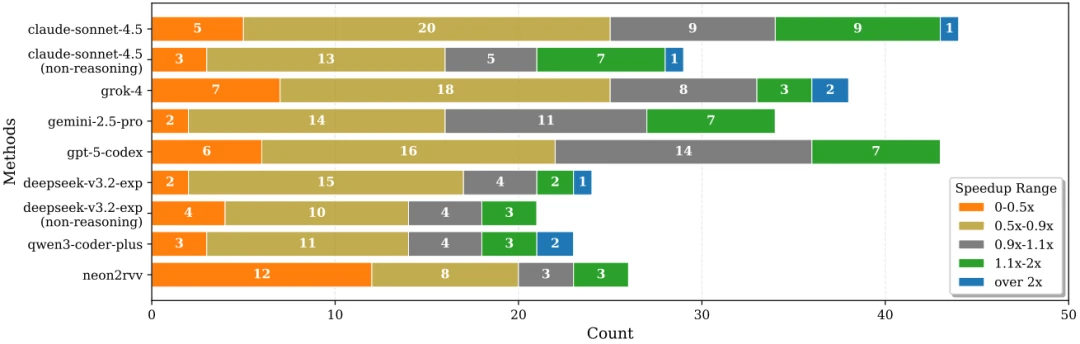 Methods
claude-sonnet-4.5
5 20 9 9 1
claude-sonnet-4.5
(non-reasoning)
3 13 5 7 1
grok-4
7 18 8 3 2
gemini-2.5-pro
2 14 11 7
gpt-5-codex
6 16 14 7
deepseek-v3.2-exp
2 15 4 2 1
deepseek-v3.2-exp
(non-reasoning)
4 10 4 3
qwen3-coder-plus
3 11 4 3 2
neon2rvv
12 8 3 3
Speedup Range
0-0.5x
0.5x-0.9x
0.9x-1.1x
1.1x-2x
over 2x
0 10 20 30 40 50
Count